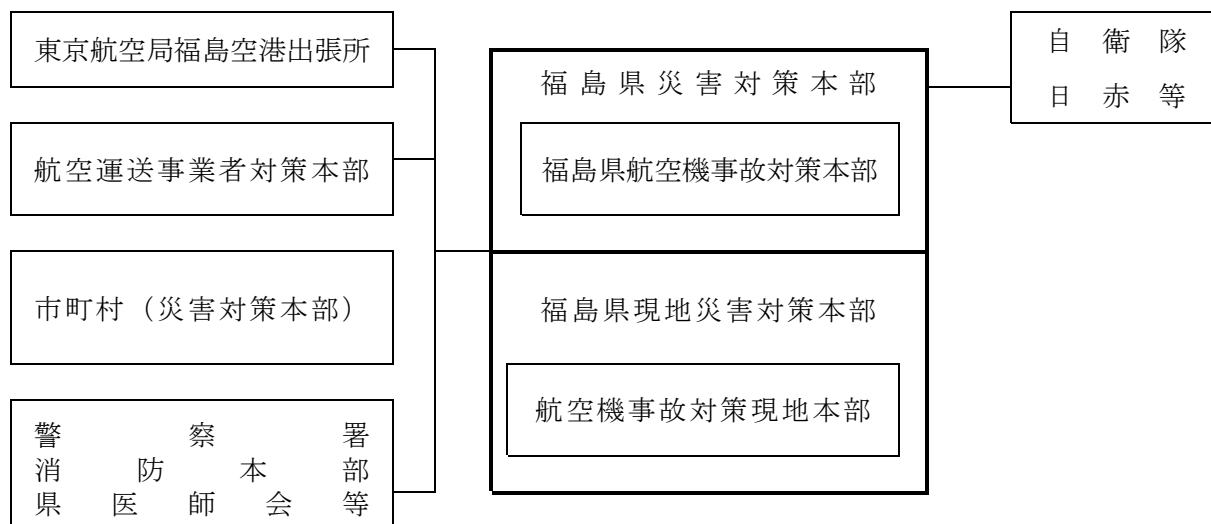 東京航空局福島空港出張所
航空運送事業者対策本部
市町村（災害対策本部）
警察署
消防本部
県医師会等
福島県災害対策本部
福島県航空機事故対策本部
福島県現地災害対策本部
航空機事故対策現地本部
自衛隊
日赤等